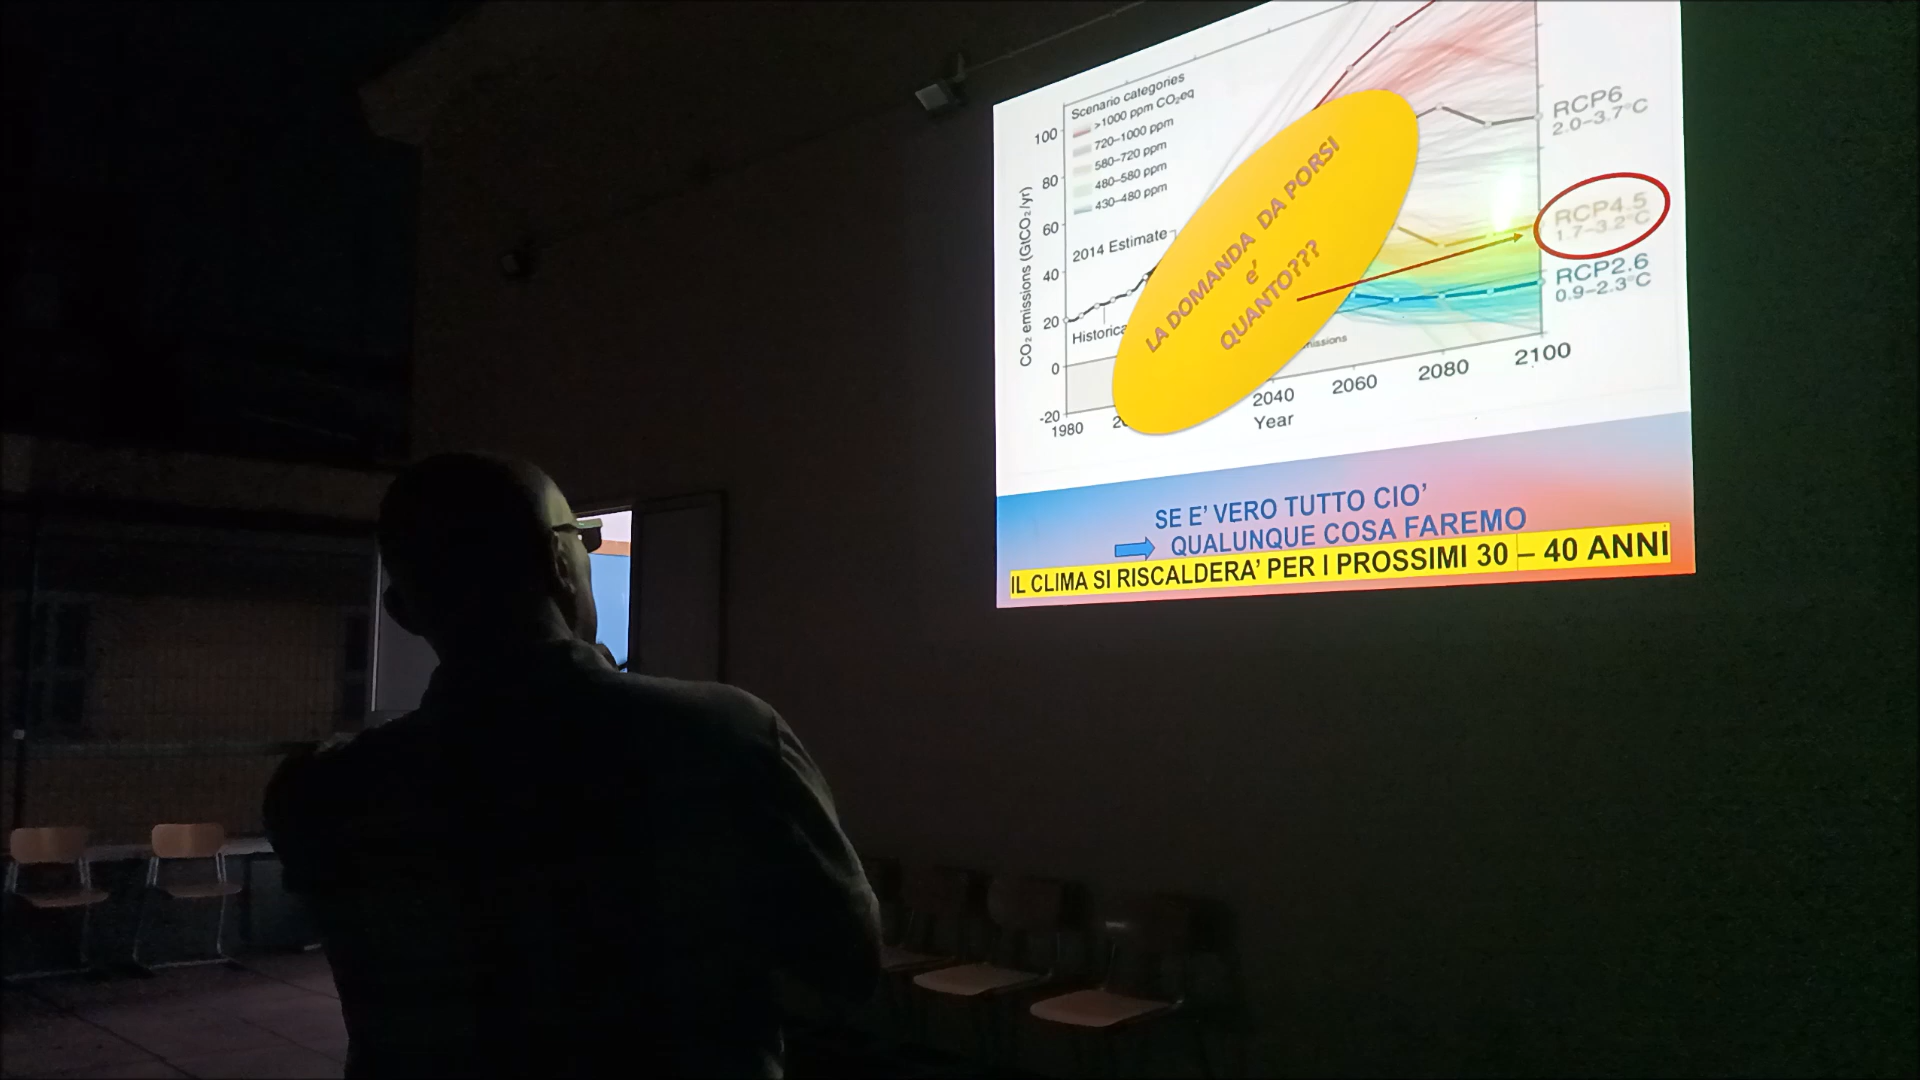 Scenario categories
>1000 ppm CO₂eq
720–1000 ppm
580–720 ppm
480–580 ppm
430–480 ppm
CO₂ emissions (GtCO₂/yr)
100
80
60
40
20
0
-20
2014 Estimate
Historica
LA DOMANDA DA PORSI
e'
QUANTO???
missions
RCP6
2.0–3.7°C
RCP4.5
1.7–3.2°C
RCP2.6
0.9–2.3°C
1980
2040
2060
2080
2100
Year
SE E' VERO TUTTO CIO'
QUALUNQUE COSA FAREMO
IL CLIMA SI RISCALDERA' PER I PROSSIMI 30 – 40 ANNI